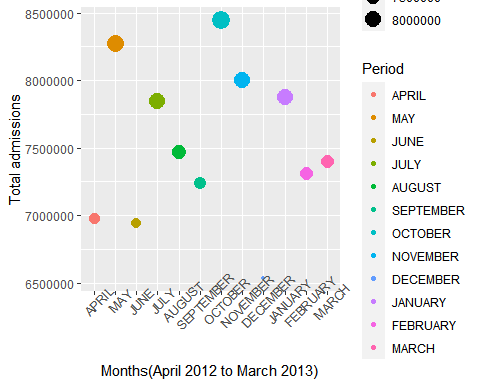 8500000
8000000
7500000
7000000
6500000
Total admissions
APRIL
MAY
JUNE
JULY
AUGUST
SEPTEMBER
OCTOBER
NOVEMBER
DECEMBER
JANUARY
FEBRUARY
MARCH
Months(April 2012 to March 2013)
8000000
Period
APRIL
MAY
JUNE
JULY
AUGUST
SEPTEMBER
OCTOBER
NOVEMBER
DECEMBER
JANUARY
FEBRUARY
MARCH